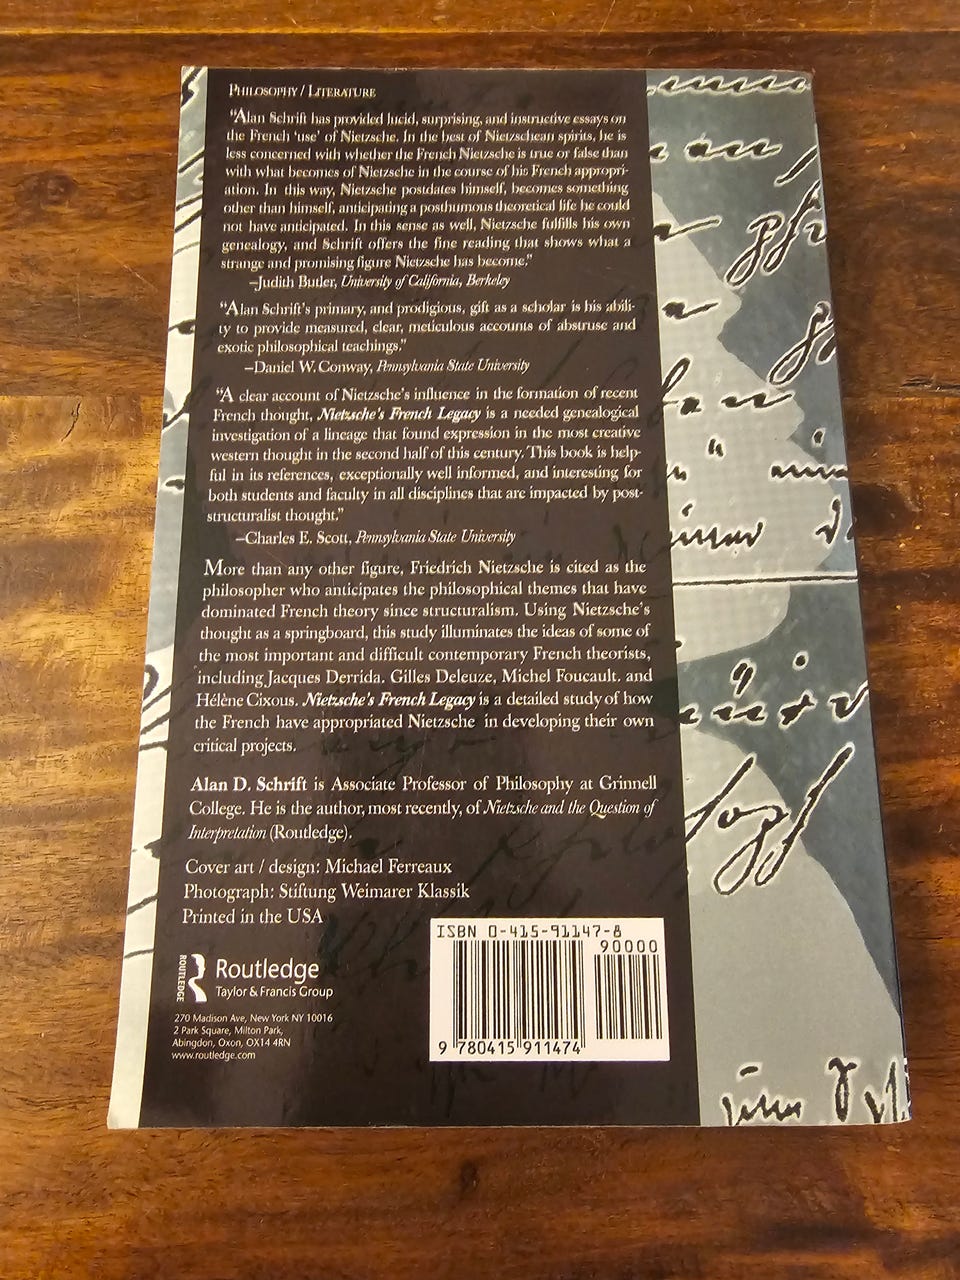 PHILOSOPHY / LITERATURE
"Alan Schrift has provided lucid, surprising, and instructive essays on
the French 'use' of Nietzsche. In the best of Nietzschean spirits, he is
less concerned with whether the French Nietzsche is true or false than
with what becomes of Nietzsche in the course of his French appropri-
ation. In this way, Nietzsche postdates himself, becomes something
other than himself, anticipating a posthumous theoretical life he could
not have anticipated. In this sense as well, Nietzsche fulfills his own
genealogy, and Schrift offers the fine reading that shows what a
strange and promising figure Nietzsche has become."
–Judith Butler, University of California, Berkeley
"Alan Schrift's primary, and prodigious, gift as a scholar is his abili-
ty to provide measured, clear, meticulous accounts of abstruse and
exotic philosophical teachings."
–Daniel W. Conway, Pennsylvania State University
"A clear account of Nietzsche's influence in the formation of recent
French thought, Nietzsche's French Legacy is a needed genealogical
investigation of a lineage that found expression in the most creative
western thought in the second half of this century. This book is help-
ful in its references, exceptionally well informed, and interesting for
both students and faculty in all disciplines that are impacted by post-
structuralist thought."
–Charles E. Scott, Pennsylvania State University
More than any other figure, Friedrich Nietzsche is cited as the
philosopher who anticipates the philosophical themes that have
dominated French theory since structuralism. Using Nietzsche's
thought as a springboard, this study illuminates the ideas of some of
the most important and difficult contemporary French theorists,
including Jacques Derrida. Gilles Deleuze, Michel Foucault. and
Hélène Cixous. Nietzsche's French Legacy is a detailed study of how
the French have appropriated Nietzsche in developing their own
critical projects.
Alan D. Schrift is Associate Professor of Philosophy at Grinnell
College. He is the author, most recently, of Nietzsche and the Question of
Interpretation (Routledge).
Cover art / design: Michael Ferreaux
Photograph: Stiftung Weimarer Klassik
Printed in the USA
ROUTLEDGE
Routledge
Taylor & Francis Group
270 Madison Ave, New York NY 10016
2 Park Square, Milton Park,
Abingdon, Oxon, OX14 4RN
www.routledge.com
ISBN 0-415-91147-8
90000
9 780415 911474